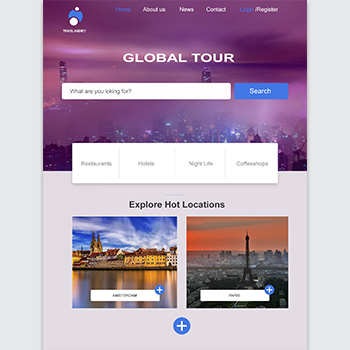 Home About us News Contact Login /Register
TRAVEL AGENCY
GLOBAL TOUR
What are you loking for?
Search
Restaurants Hotels Night Life Coffeeshops
Explore Hot Locations
AMSTERDAM PARIS